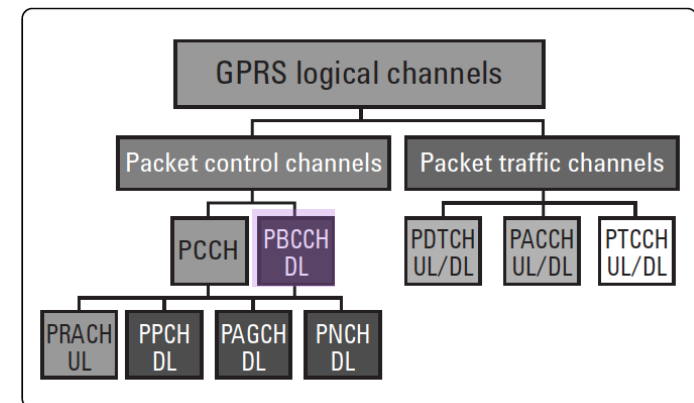 GPRS logical channels
Packet control channels
Packet traffic channels
PCCH
PBCCH
DL
PDTCH
UL/DL
PACCH
UL/DL
PTCCH
UL/DL
PRACH
UL
PPCH
DL
PAGCH
DL
PNCH
DL